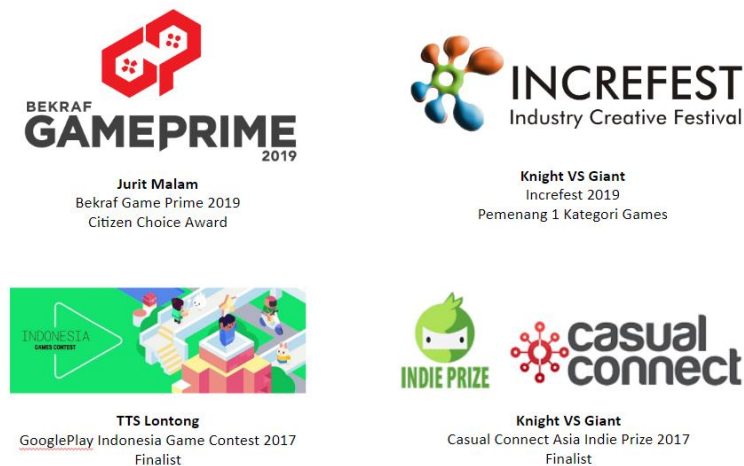 BEKRAF
GAMEPRIME
2019
Jurit Malam
Bekraf Game Prime 2019
Citizen Choice Award
INCREFEST
Industry Creative Festival
Knight VS Giant
Increfest 2019
Pemenang 1 Kategori Games
INDONESIA
GAMES CONTEST
TTS Lontong
GooglePlay Indonesia Game Contest 2017
Finalist
INDIE PRIZE
casual
connect
Knight VS Giant
Casual Connect Asia Indie Prize 2017
Finalist